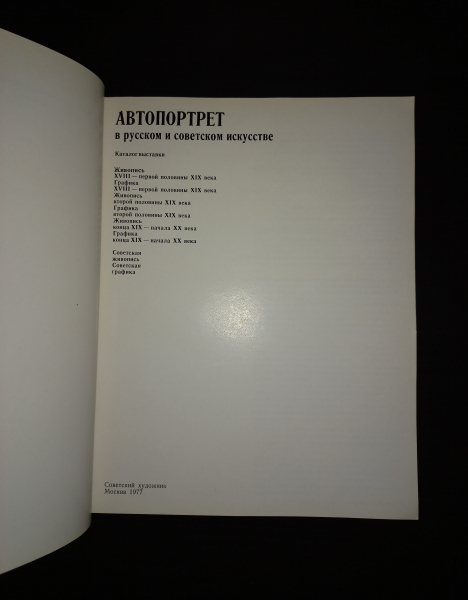 АВТОПОРТРЕТ
в русском и советском искусстве
Каталог выставки
Живопись
XVIII — первой половины XIX века
Графика
XVIII — первой половины XIX века
Живопись
второй половины XIX века
Графика
второй половины XIX века
Живопись
конца XIX — начала XX века
Графика
конца XIX — начала XX века
Советская
живопись
Советская
графика
Советский художник
Москва 1977